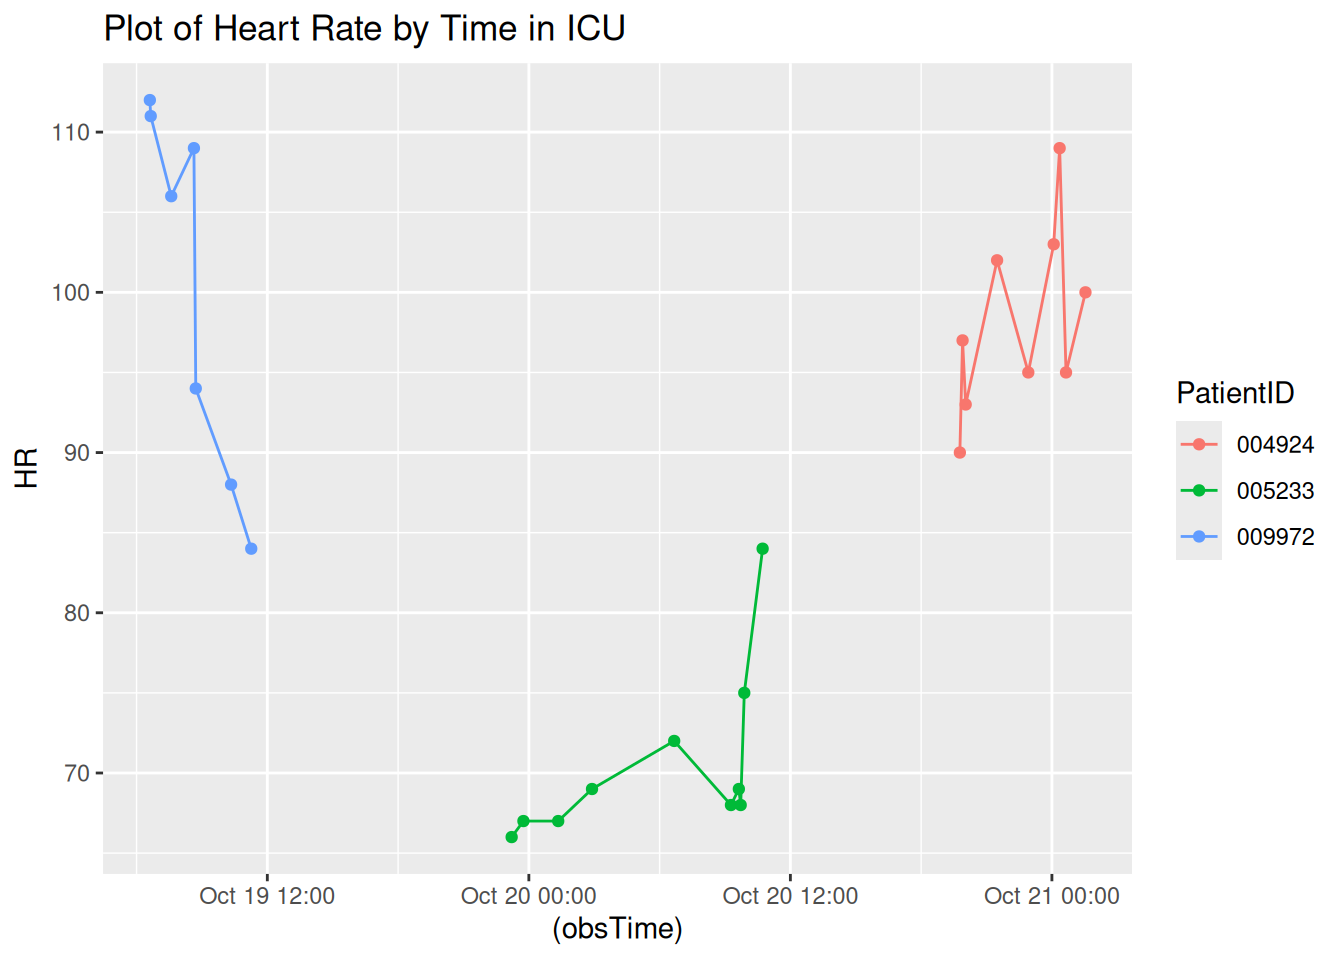 Plot of Heart Rate by Time in ICU
110
100
90
80
70
HR
Oct 19 12:00
Oct 20 00:00
Oct 20 12:00
Oct 21 00:00
(obsTime)
PatientID
004924
005233
009972